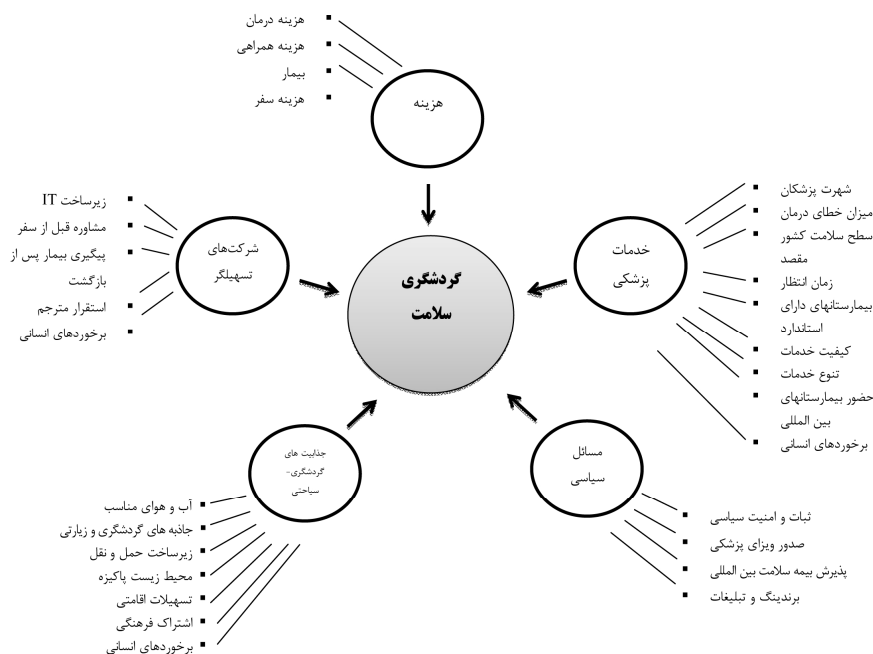 هزینه درمان
هزینه همراهی
بیمار
هزینه سفر
هزینه
شهرت پزشکان
میزان خطای درمان
سطح سلامت کشور
مقصد
زمان انتظار
بیمارستانهای دارای
استاندارد
کیفیت خدمات
تنوع خدمات
حضور بیمارستانهای
بین المللی
برخوردهای انسانی
خدمات
پزشکی
گردشگری
سلامت
شرکت‌های
تسهیلگر
زیرساخت IT
مشاوره قبل از سفر
پیگیری بیمار پس از
بازگشت
استقرار مترجم
برخوردهای انسانی
مسائل
سیاسی
ثبات و امنیت سیاسی
صدور ویزای پزشکی
پذیرش بیمه سلامت بین المللی
برندینگ و تبلیغات
جذابیت های
گردشگری-
سیاحتی
آب و هوای مناسب
جاذبه های گردشگری و زیارتی
زیرساخت حمل و نقل
محیط زیست پاکیزه
تسهیلات اقامتی
اشتراک فرهنگی
برخوردهای انسانی